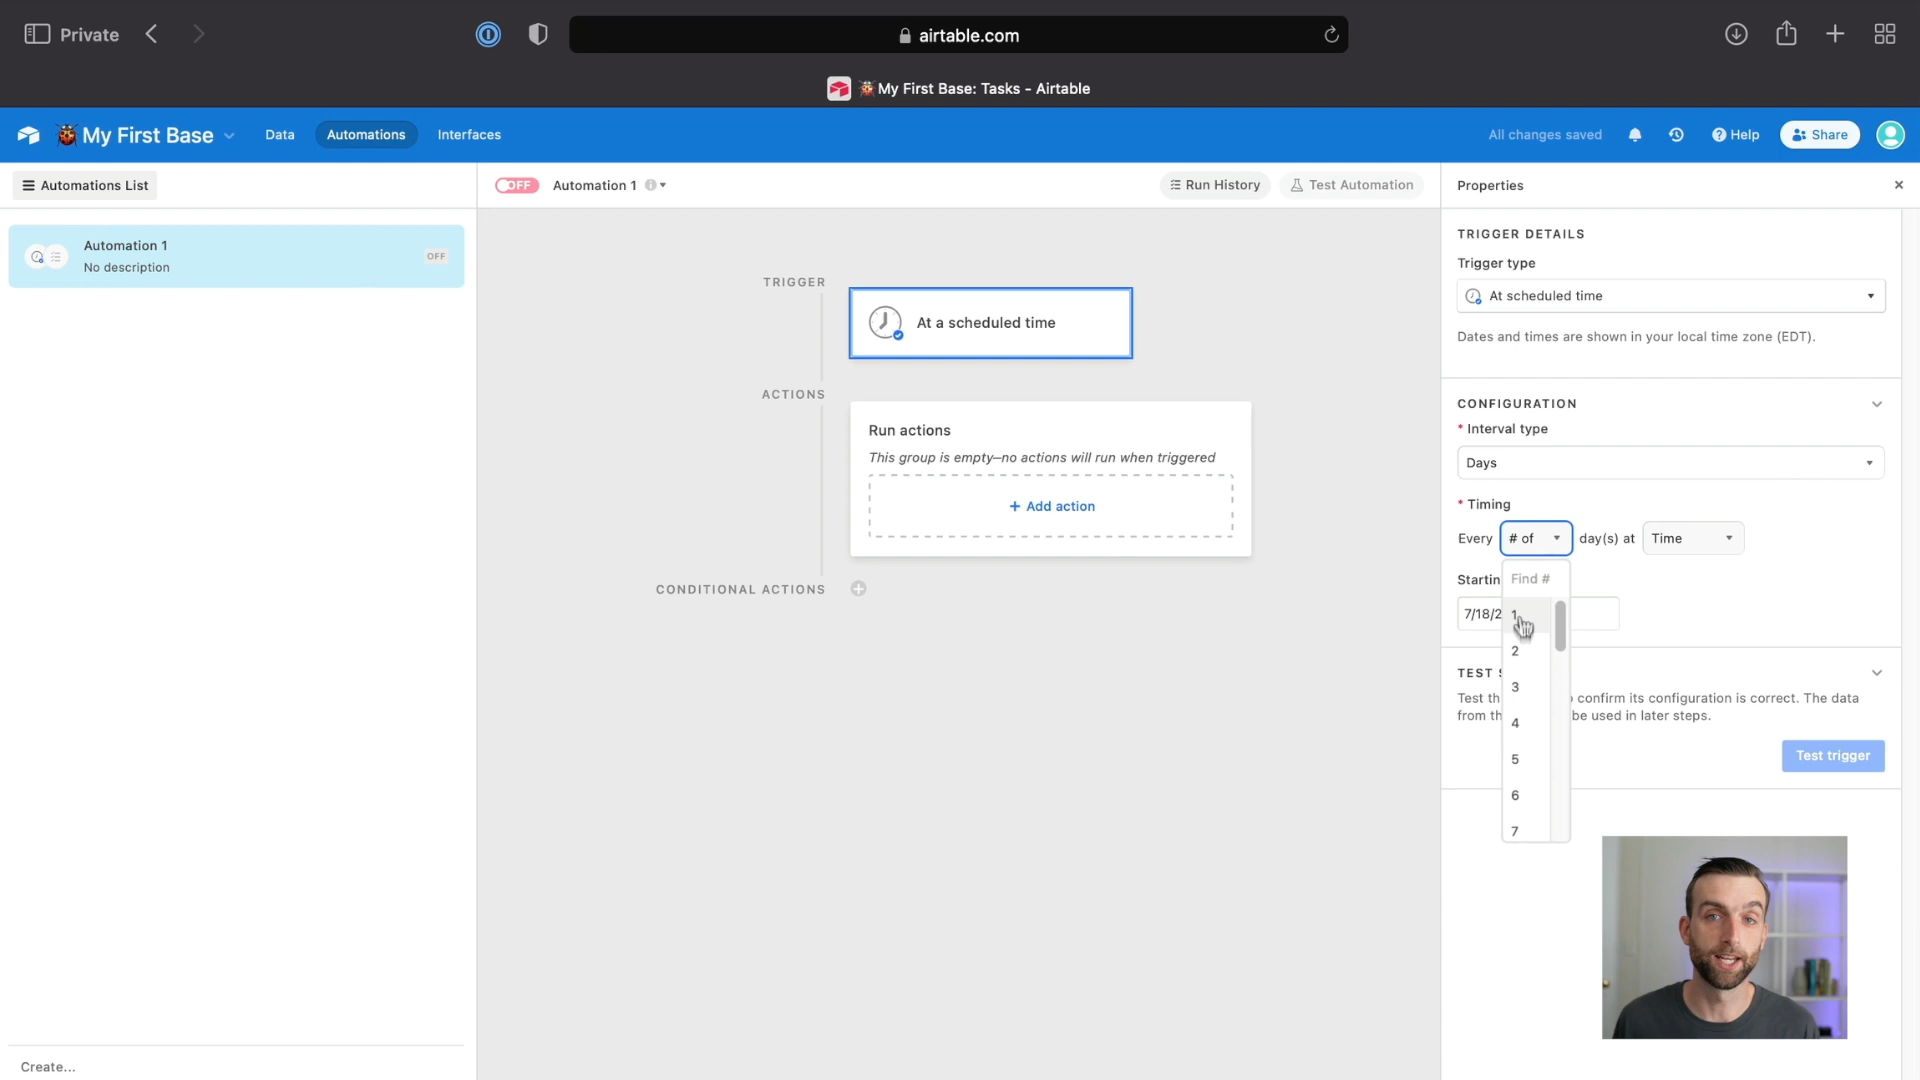 Private
airtable.com
My First Base: Tasks - Airtable
My First Base
Data
Automations
Interfaces
All changes saved
Help
Share
Automations List
OFF
Automation 1
Run History
Test Automation
Properties
Automation 1
No description
OFF
TRIGGER
At a scheduled time
ACTIONS
Run actions
This group is empty—no actions will run when triggered
+ Add action
CONDITIONAL ACTIONS
TRIGGER DETAILS
Trigger type
At scheduled time
Dates and times are shown in your local time zone (EDT).
CONFIGURATION
* Interval type
Days
* Timing
Every # of day(s) at Time
Startin
Find #
7/18/2
1
2
3
4
5
6
7
TEST
Test th confirm its configuration is correct. The data
from th be used in later steps.
Test trigger
Create...